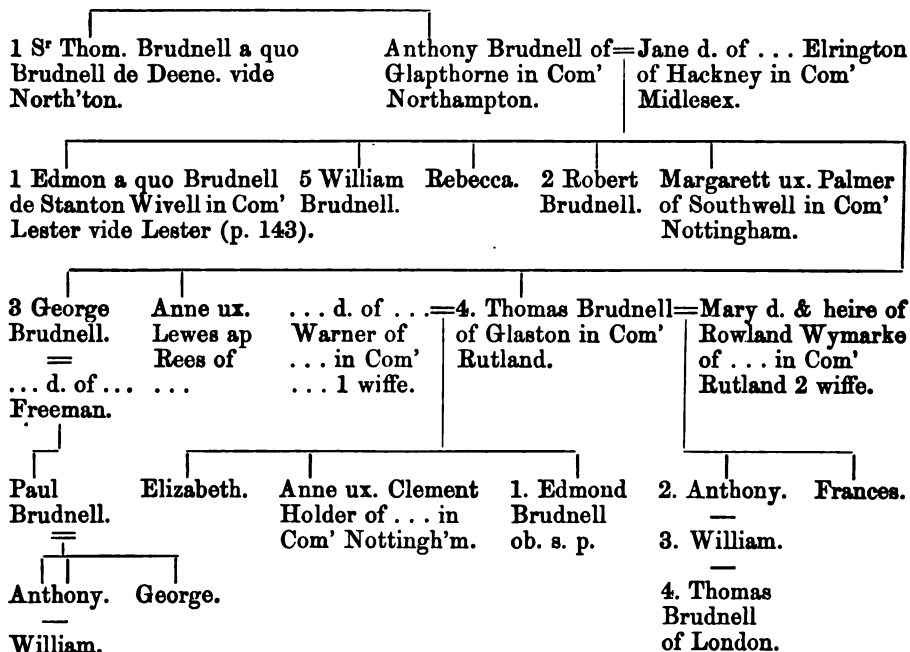 1 Sʳ Thom. Brudnell a quo
Brudnell de Deene. vide
North'ton.
Anthony Brudnell of=Jane d. of ... Elrington
Glapthorne in Com'
Northampton.
of Hackney in Com'
Midlesex.
1 Edmon a quo Brudnell
de Stanton Wivell in Com'
Lester vide Lester (p. 143).
5 William
Brudnell.
Rebecca.
2 Robert
Brudnell.
Margarett ux. Palmer
of Southwell in Com'
Nottingham.
3 George
Brudnell.
=
... d. of ...
Freeman.
Anne ux.
Lewes ap
Rees of
...
... d. of ...=4. Thomas Brudnell=Mary d. & heire of
Warner of
... in Com'
... 1 wiffe.
of Glaston in Com'
Rutland.
Rowland Wymarke
of ... in Com'
Rutland 2 wiffe.
Paul
Brudnell.
=
Elizabeth.
Anne ux. Clement
Holder of ... in
Com' Nottingh'm.
1. Edmond
Brudnell
ob. s. p.
2. Anthony.
—
3. William.
—
4. Thomas
Brudnell
of London.
Frances.
Anthony.
—
William.
George.